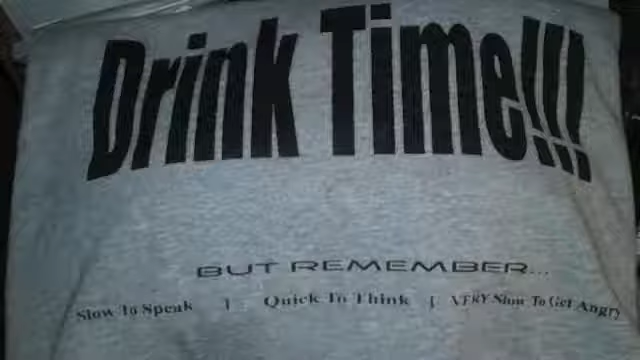 Drink Time!!!
BUT REMEMBER...
Slow To Speak | Quick To Think | VERY Slow To Get Angry